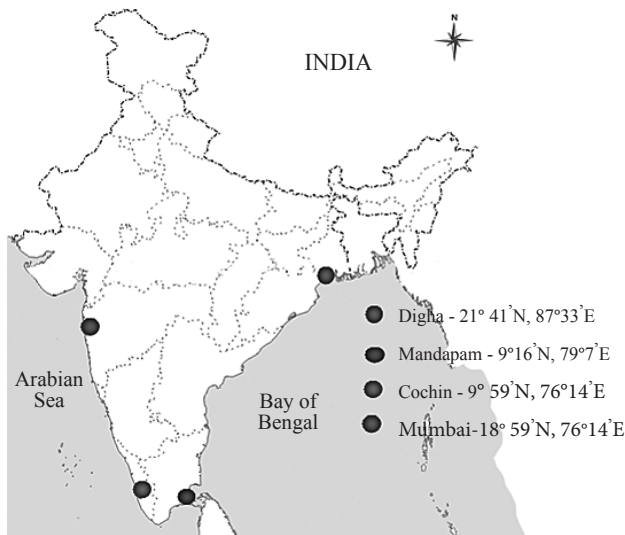 N
INDIA
Digha - 21° 41'N, 87°33'E
Mandapam - 9°16'N, 79°7'E
Arabian
Sea
Cochin - 9° 59'N, 76°14'E
Bay of
Bengal
Mumbai-18° 59'N, 76°14'E